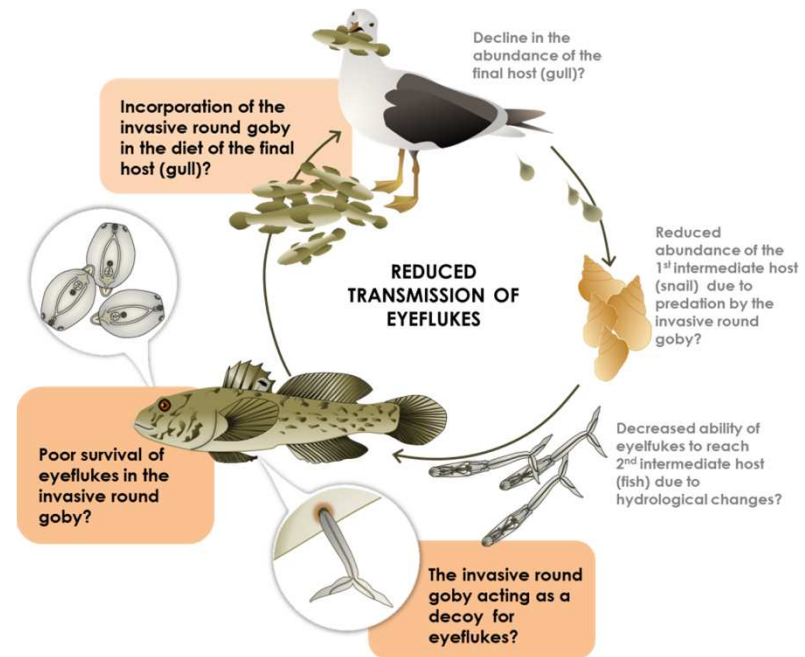 Decline in the
abundance of the
final host (gull)?
Incorporation of the
invasive round goby
in the diet of the final
host (gull)?
Reduced
abundance of the
1st intermediate host
(snail) due to
predation by the
invasive round
goby?
REDUCED
TRANSMISSION OF
EYEFLUKES
Decreased ability of
eyelfukes to reach
2nd intermediate host
(fish) due to
hydrological changes?
Poor survival of
eyeflukes in the
invasive round
goby?
The invasive round
goby acting as a
decoy for
eyeflukes?